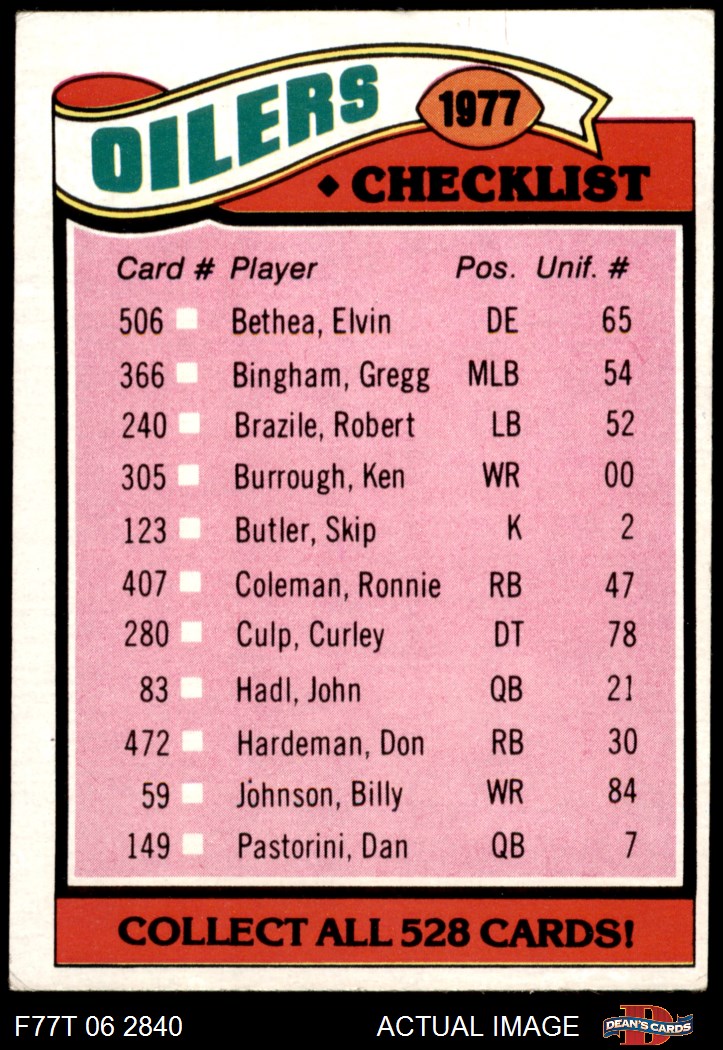 OILERS 1977
◆ CHECKLIST
Card # Player Pos. Unif. #
506 Bethea, Elvin DE 65
366 Bingham, Gregg MLB 54
240 Brazile, Robert LB 52
305 Burrough, Ken WR 00
123 Butler, Skip K 2
407 Coleman, Ronnie RB 47
280 Culp, Curley DT 78
83 Hadl, John QB 21
472 Hardeman, Don RB 30
59 Johnson, Billy WR 84
149 Pastorini, Dan QB 7
COLLECT ALL 528 CARDS!
F77T 06 2840 ACTUAL IMAGE D DEAN'S CARDS